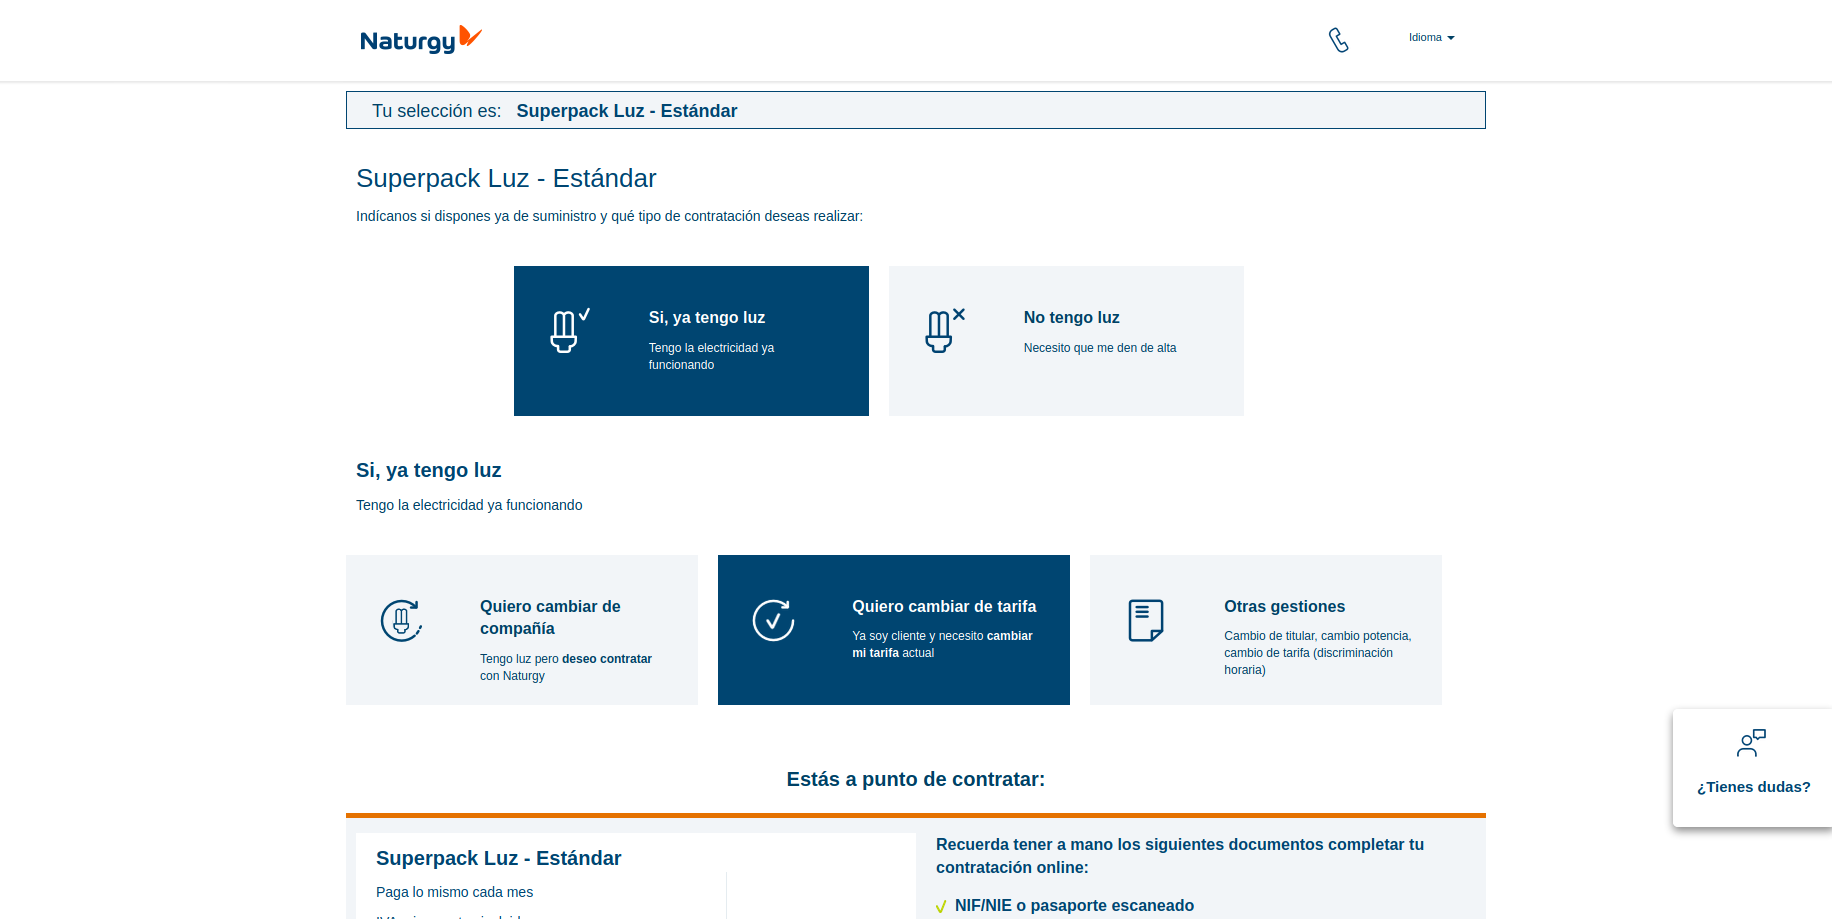 Naturgy
Idioma
Tu selección es: Superpack Luz - Estándar
Superpack Luz - Estándar
Indícanos si dispones ya de suministro y qué tipo de contratación deseas realizar:
Si, ya tengo luz
Tengo la electricidad ya
funcionando
No tengo luz
Necesito que me den de alta
Si, ya tengo luz
Tengo la electricidad ya funcionando
Quiero cambiar de
compañía
Tengo luz pero deseo contratar
con Naturgy
Quiero cambiar de tarifa
Ya soy cliente y necesito cambiar
mi tarifa actual
Otras gestiones
Cambio de titular, cambio potencia,
cambio de tarifa (discriminación
horaria)
¿Tienes dudas?
Estás a punto de contratar:
Superpack Luz - Estándar
Paga lo mismo cada mes
Recuerda tener a mano los siguientes documentos completar tu
contratación online:
NIF/NIE o pasaporte escaneado